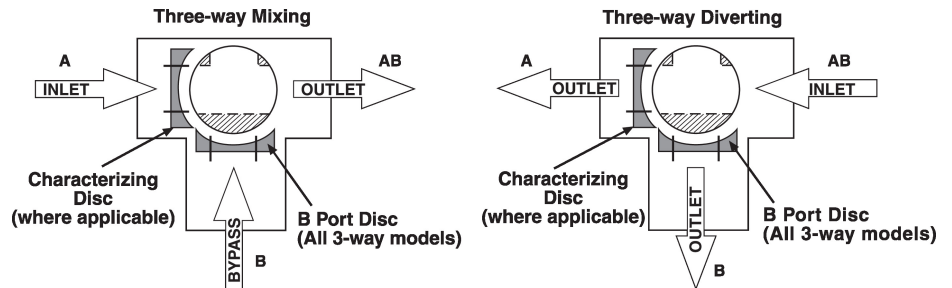 Three-way Mixing
A
AB
INLET
OUTLET
Characterizing
Disc
(where applicable)
BYPASS
B
B Port Disc
(All 3-way models)
Three-way Diverting
A
AB
OUTLET
INLET
Characterizing
Disc
(where applicable)
OUTLET
B
B Port Disc
(All 3-way models)